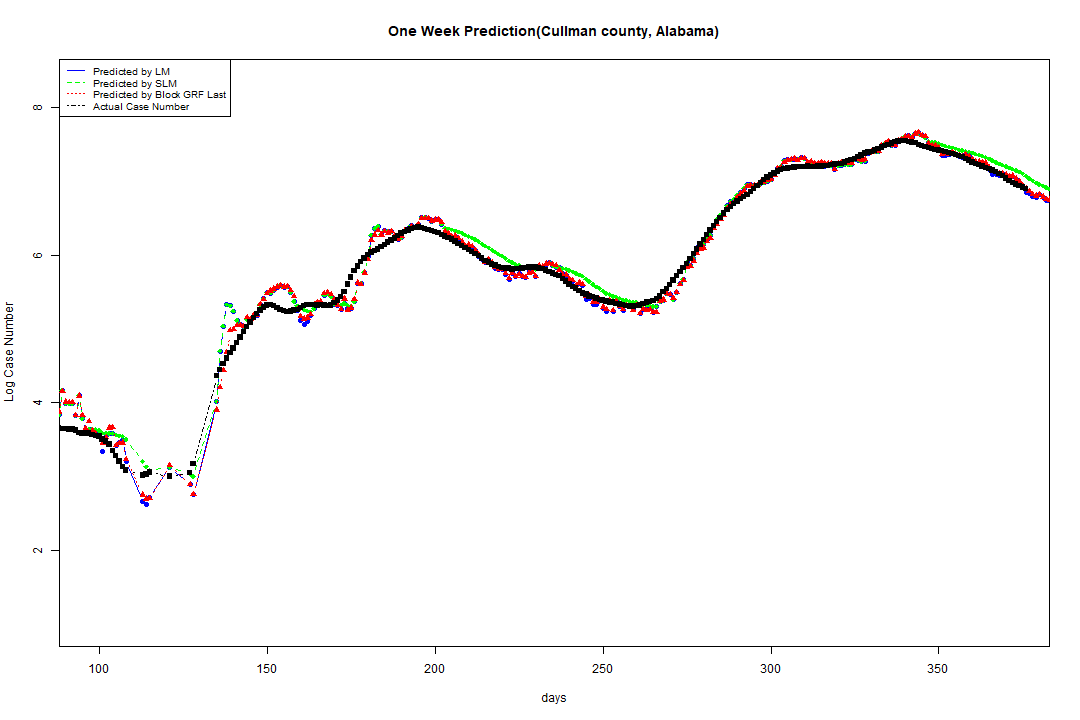 One Week Prediction(Cullman county, Alabama)
Predicted by LM
Predicted by SLM
Predicted by Block GRF Last
Actual Case Number
8
6
4
2
Log Case Number
100 150 200 250 300 350
days